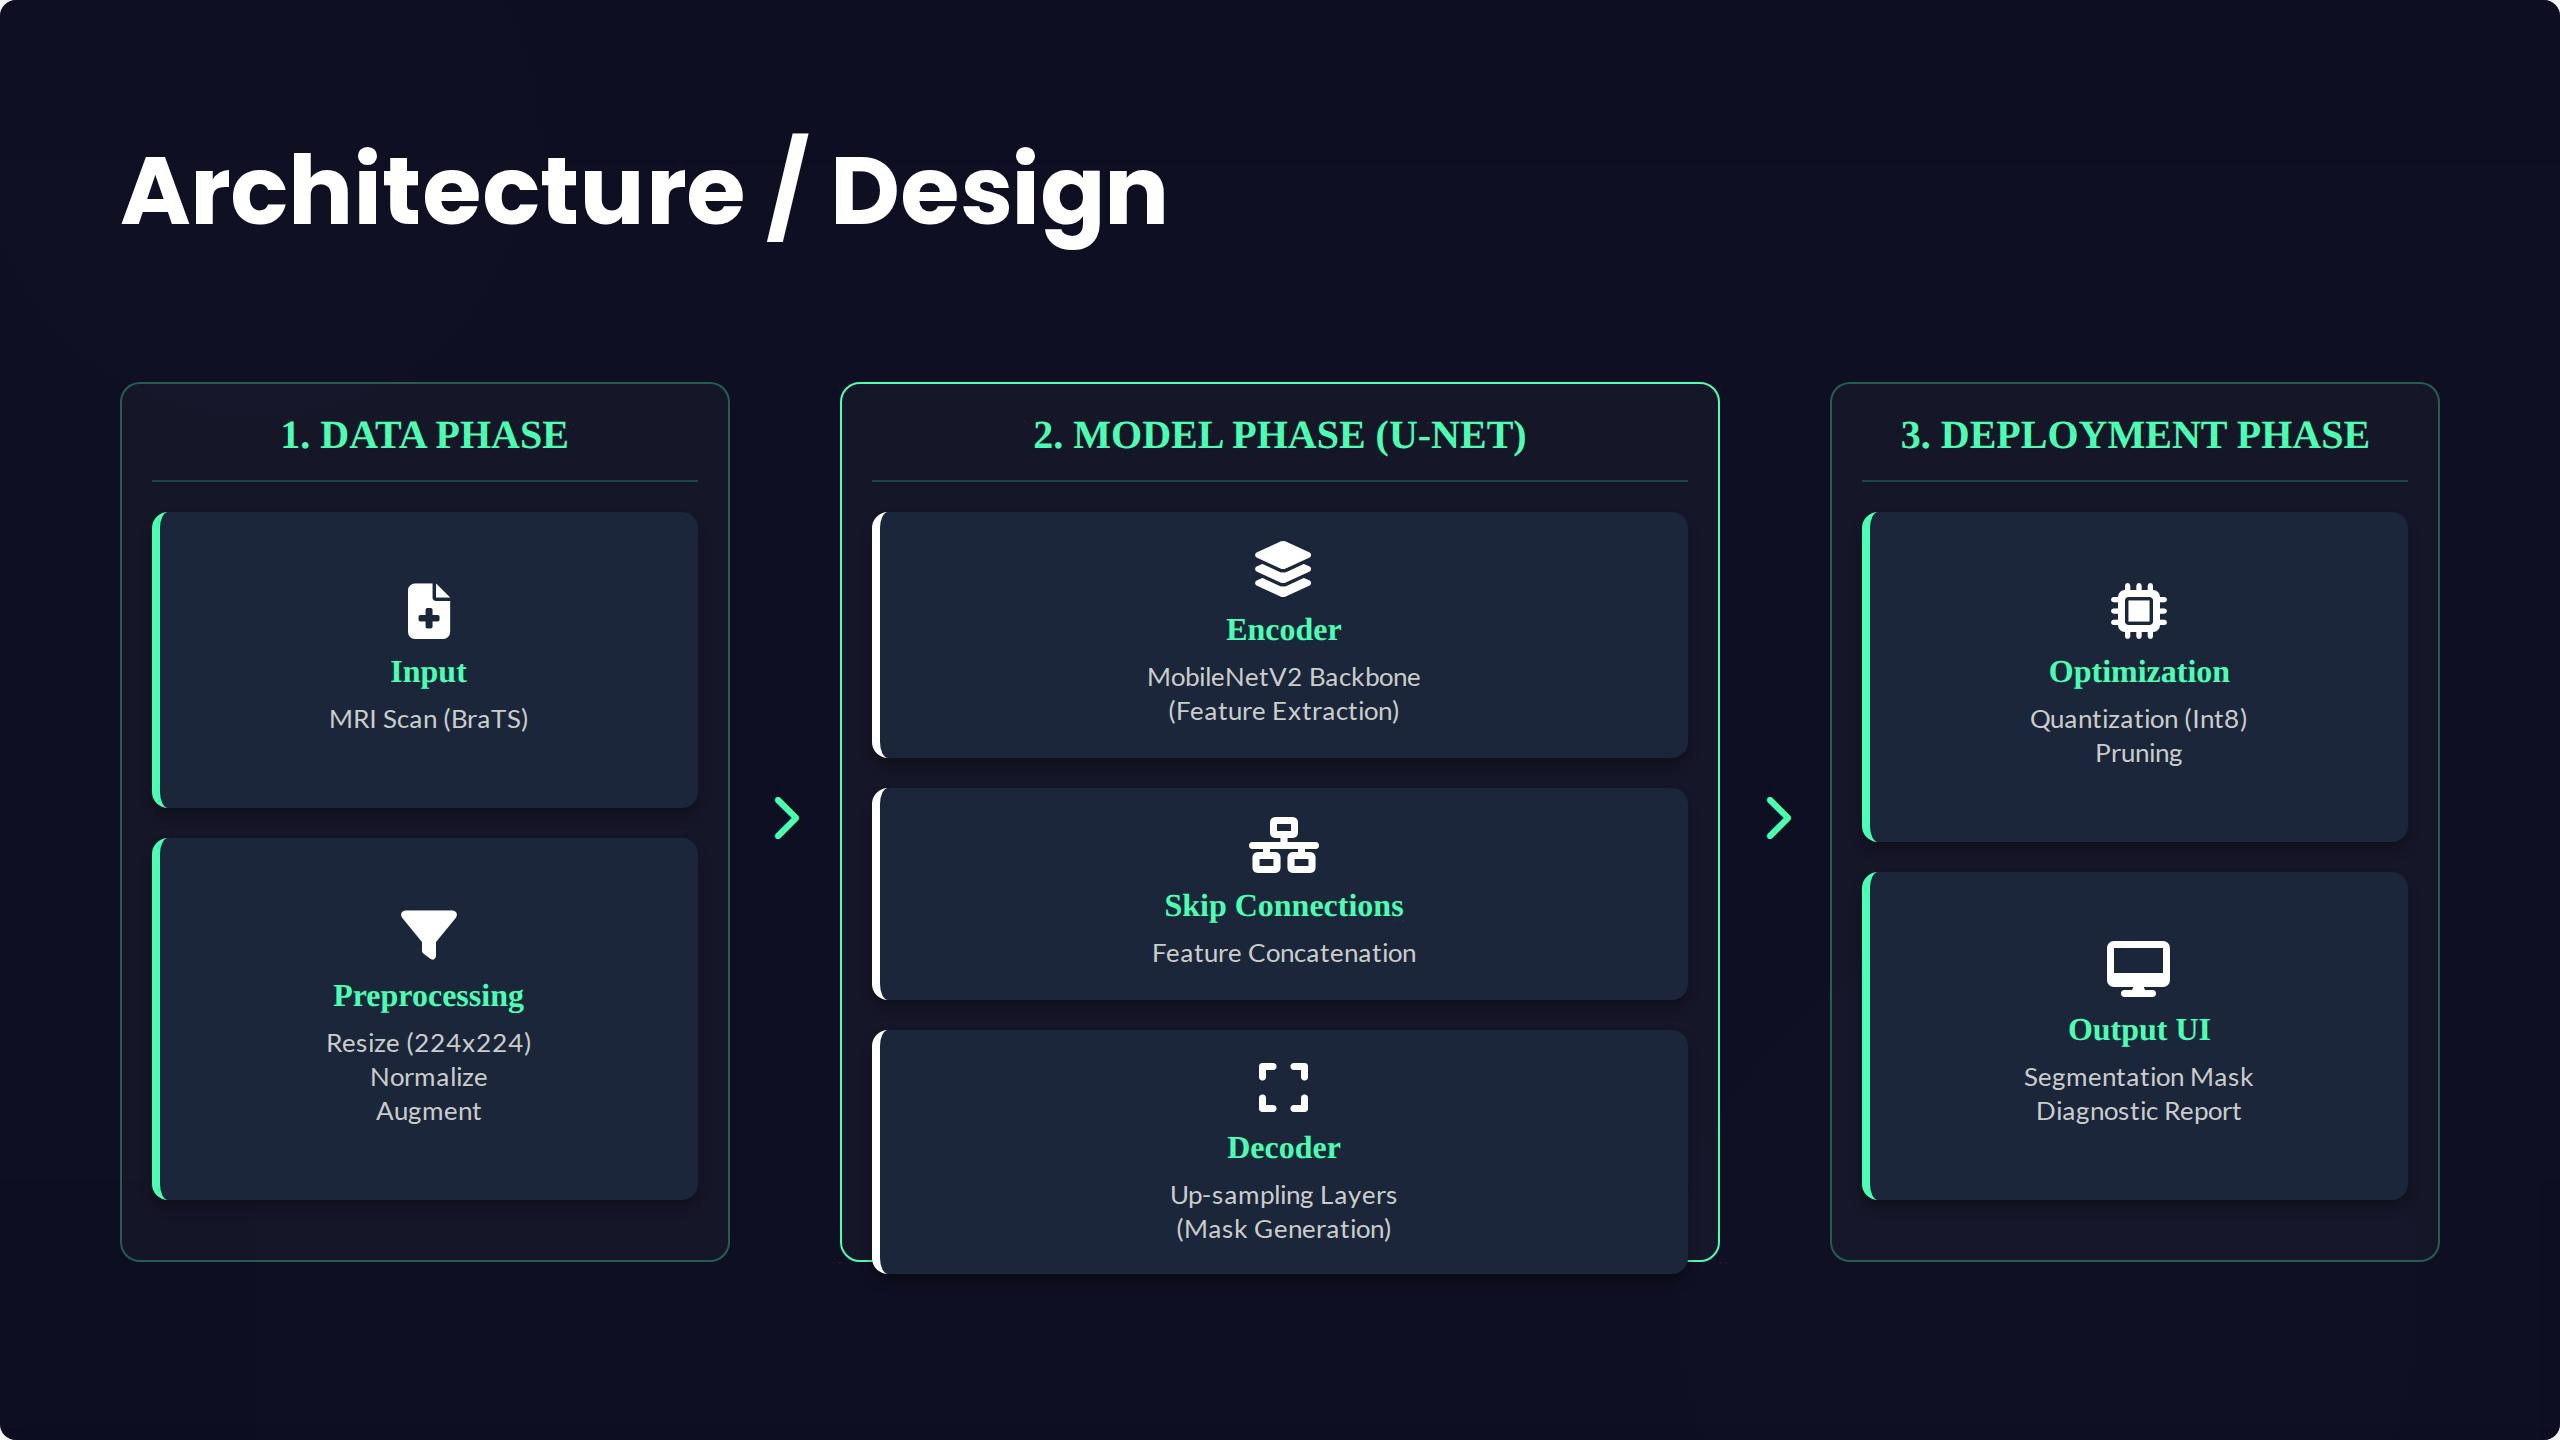 Architecture / Design
1. DATA PHASE
Input
MRI Scan (BraTS)
Preprocessing
Resize (224x224)
Normalize
Augment
2. MODEL PHASE (U-NET)
Encoder
MobileNetV2 Backbone
(Feature Extraction)
Skip Connections
Feature Concatenation
Decoder
Up-sampling Layers
(Mask Generation)
3. DEPLOYMENT PHASE
Optimization
Quantization (Int8)
Pruning
Output UI
Segmentation Mask
Diagnostic Report